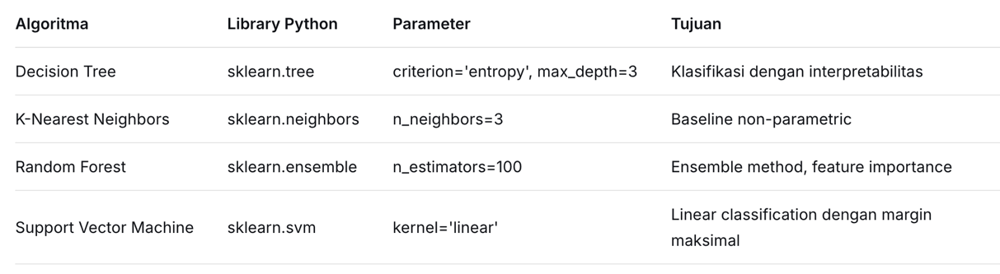 Algoritma Library Python Parameter Tujuan
Decision Tree sklearn.tree criterion='entropy', max_depth=3 Klasifikasi dengan interpretabilitas
K-Nearest Neighbors sklearn.neighbors n_neighbors=3 Baseline non-parametric
Random Forest sklearn.ensemble n_estimators=100 Ensemble method, feature importance
Support Vector Machine sklearn.svm kernel='linear' Linear classification dengan margin
maksimal